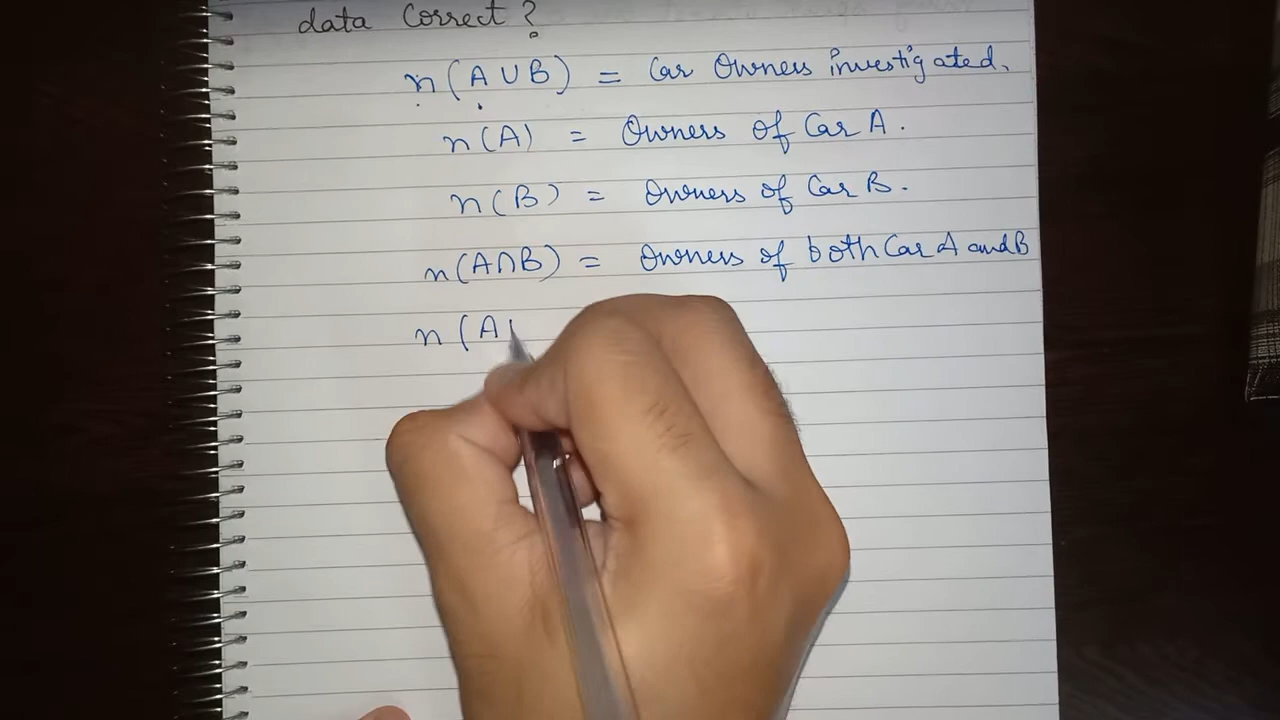 data Correct ?
n(A∪B) = Car Owners investigated.
n(A) = Owners of Car A.
n(B) = Owners of Car B.
n(A∩B) = Owners of both Car A and B
n(A